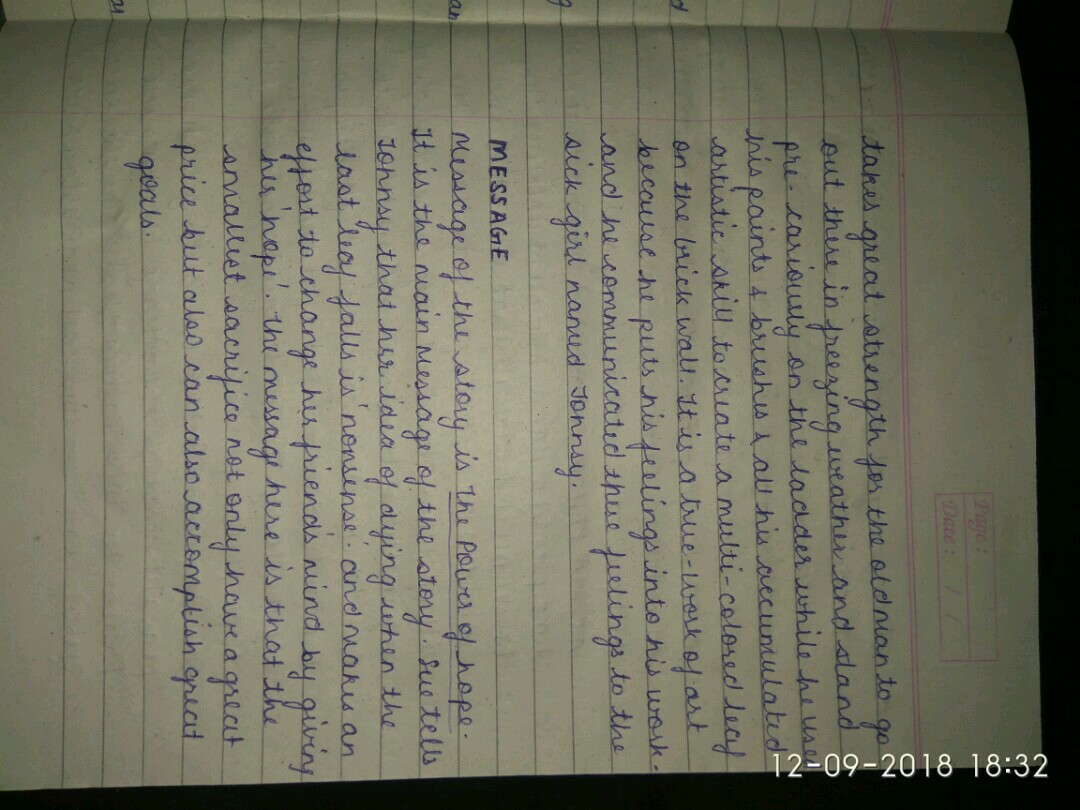 12-09-2018 18:32
Page :
Date : / /
takes great strength for the old man to go
out there in freezing weather and stand
pre-cariously on the ladder while he uses
his paints & brushes & all his accumulated
artistic skill to create a multi-colored leaf
on the brick wall. It is a true-work of art
because he puts his feelings into his work.
and he communicated these feelings to the
sick girl named Johnsy.
MESSAGE
Message of the story is The Power of hope.
It is the main Message of the story. Sue tells
Johnsy that her idea of dying when the
last leaf falls is 'nonsense'. and makes an
effort to change her friend's mind by giving
her 'hope'. The message here is that the
smallest sacrifice not only have a great
price but also can also accomplish great
goals.
g
an